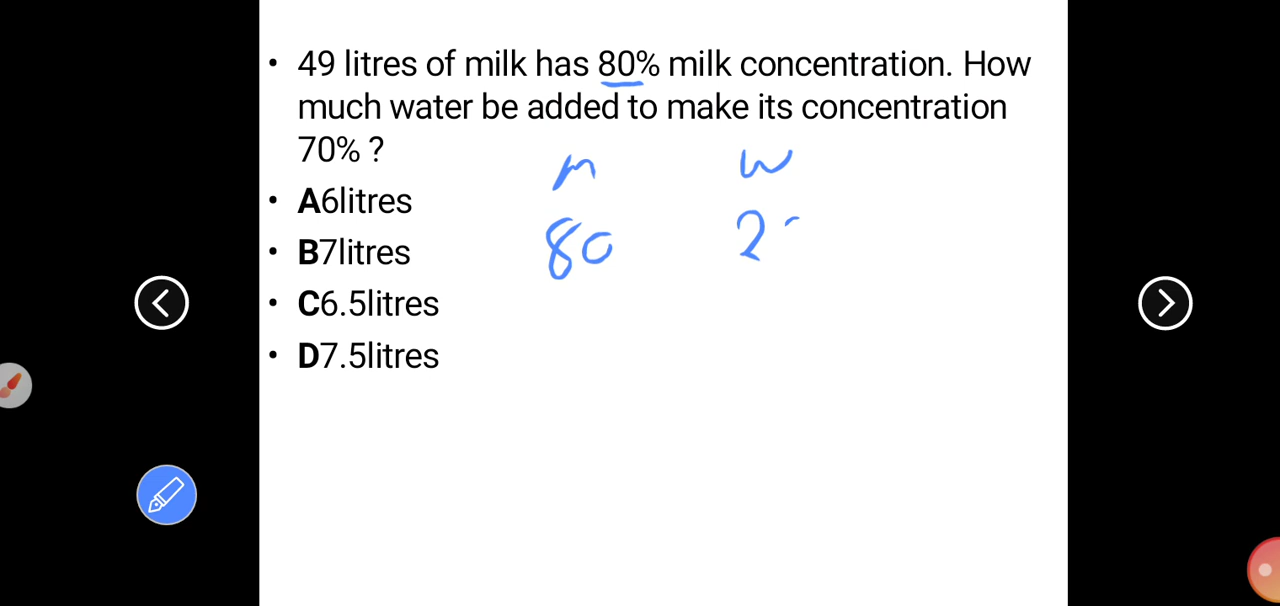 • 49 litres of milk has 80% milk concentration. How
much water be added to make its concentration
70% ?
m w
• A6litres
80 2
• B7litres
• C6.5litres
• D7.5litres